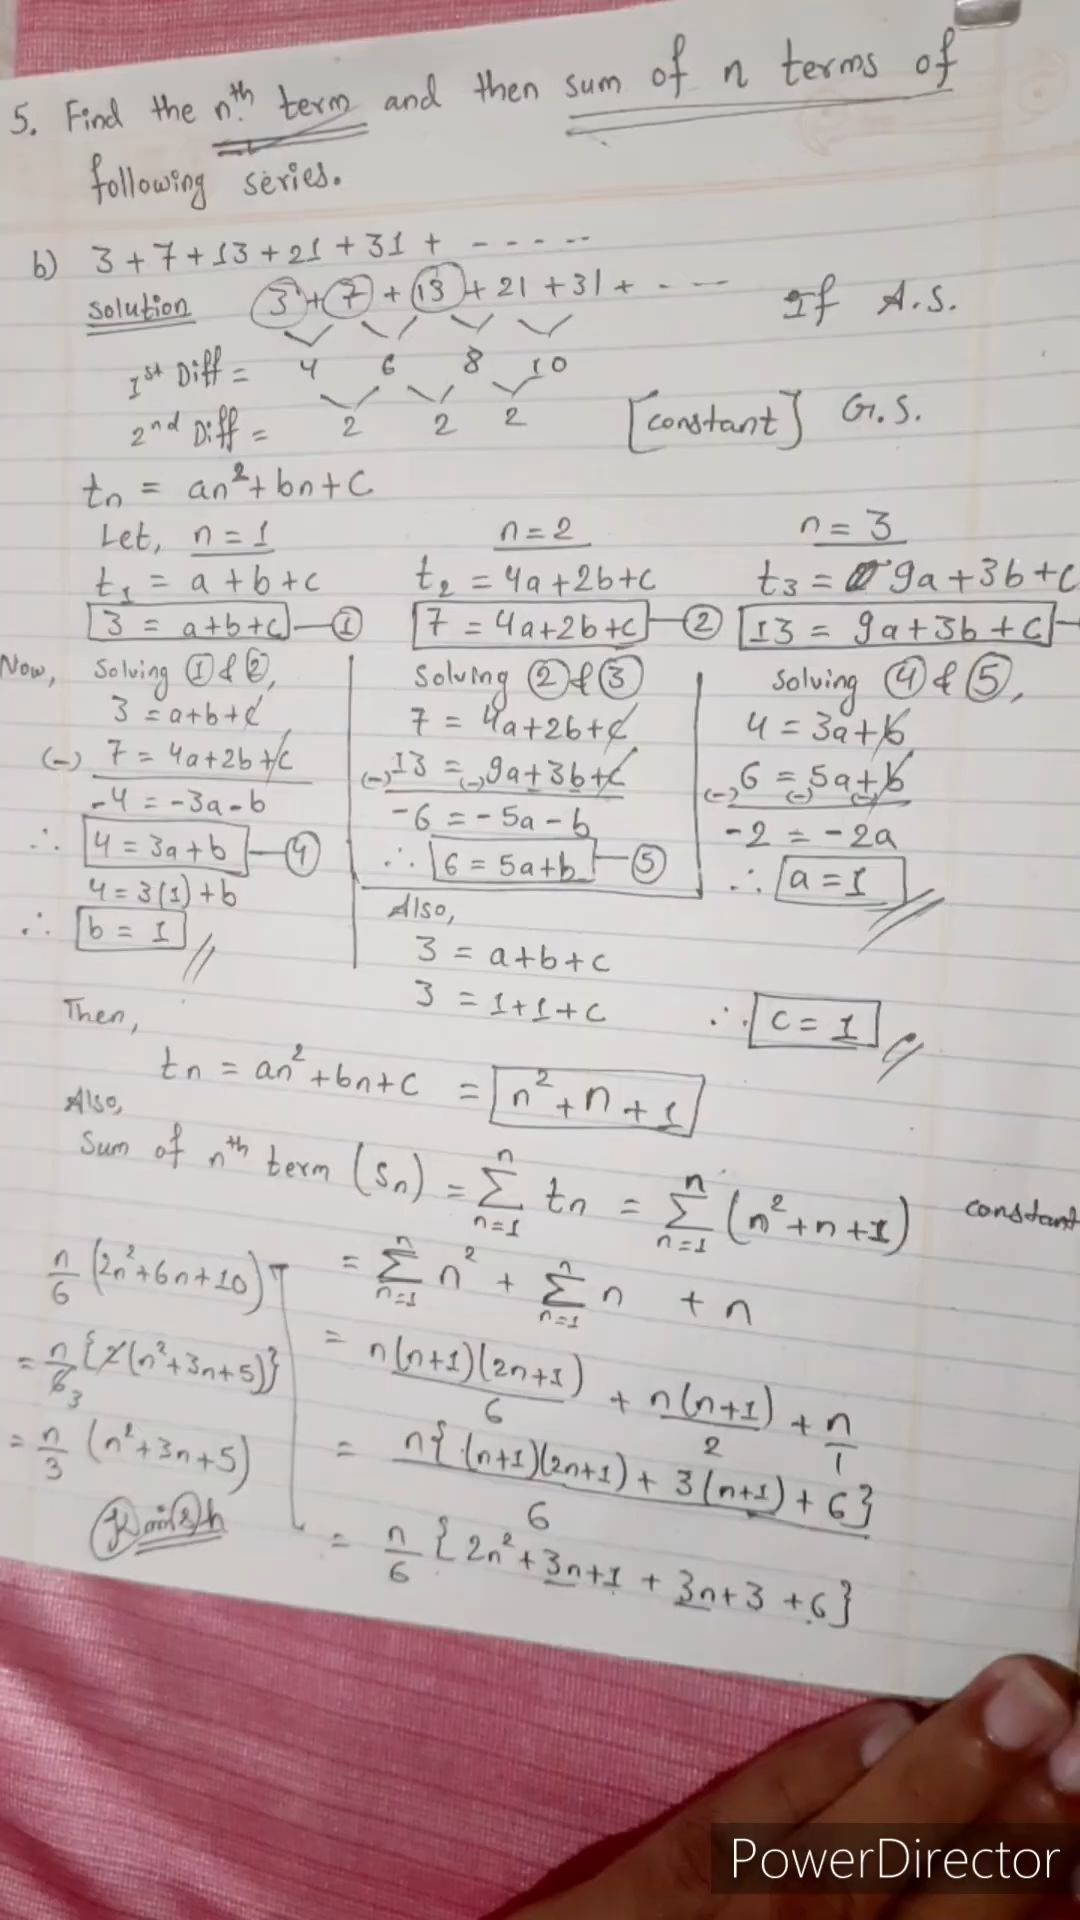 5. Find the nth term and then sum of n terms of
following series.
b) 3 + 7 + 13 + 21 + 31 + - - - - -
Solution 3 + 7 + 13 + 21 + 31 + - - -
If A.S.
1st Diff = 4 6 8 10
2nd Diff = 2 2 2 [constant] G.S.
tn = an² + bn + c
Let, n = 1
t1 = a + b + c
3 = a+b+c — ①
n = 2
t2 = 4a + 2b + c
7 = 4a+2b+c — ②
n = 3
t3 = 9a + 3b + c
13 = 9a + 3b + c —
Now, Solving ① & ②,
3 = a+b+c
(-) 7 = 4a+2b+c
-4 = -3a - b
∴ 4 = 3a+b — ④
4 = 3(1) + b
∴ b = 1
Solving ② & ③
7 = 4a+2b+c
(-) 13 = (-) 9a + 3b + c
-6 = -5a - b
∴ 6 = 5a+b — ⑤
Solving ④ & ⑤,
4 = 3a + b
(-) 6 = (-) 5a + (-) b
-2 = -2a
∴ a = 1
Also,
3 = a+b+c
3 = 1+1+c ∴ c = 1
Then,
tn = an² + bn + c = n² + n + 1
Also,
Sum of nth term (Sn) = n Σ n=1 tn = n Σ n=1 (n² + n + 1) constant
= n Σ n=1 n² + n Σ n=1 n + n
= n(n+1)(2n+1)/6 + n(n+1)/2 + n/1
= n{(n+1)(2n+1) + 3(n+1) + 6}/6
= n/6 {2n² + 3n+1 + 3n+3 + 6}
n/6 (2n² + 6n + 10)
= n/6 3 {2(n² + 3n + 5)}
= n/3 (n² + 3n + 5)
PowerDirector